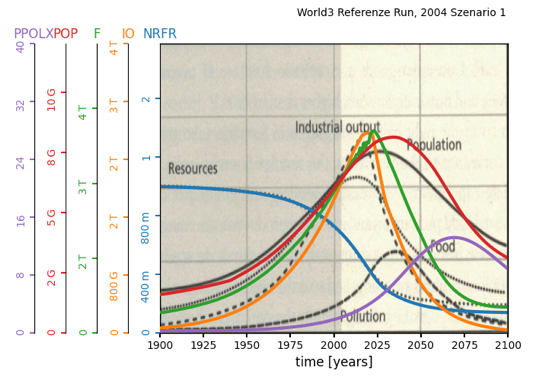 World3 Referenze Run, 2004 Szenario 1
PPOLX POP F IO NRFR
40
32
24
16
8
0
10 G
8 G
5 G
2 G
0
4 T
3 T
2 T
0
4 T
3 T
2 T
2 T
800 G
0
2
1
800 m
400 m
0
Industrial output
Population
Resources
Food
Pollution
1900 1925 1950 1975 2000 2025 2050 2075 2100
time [years]